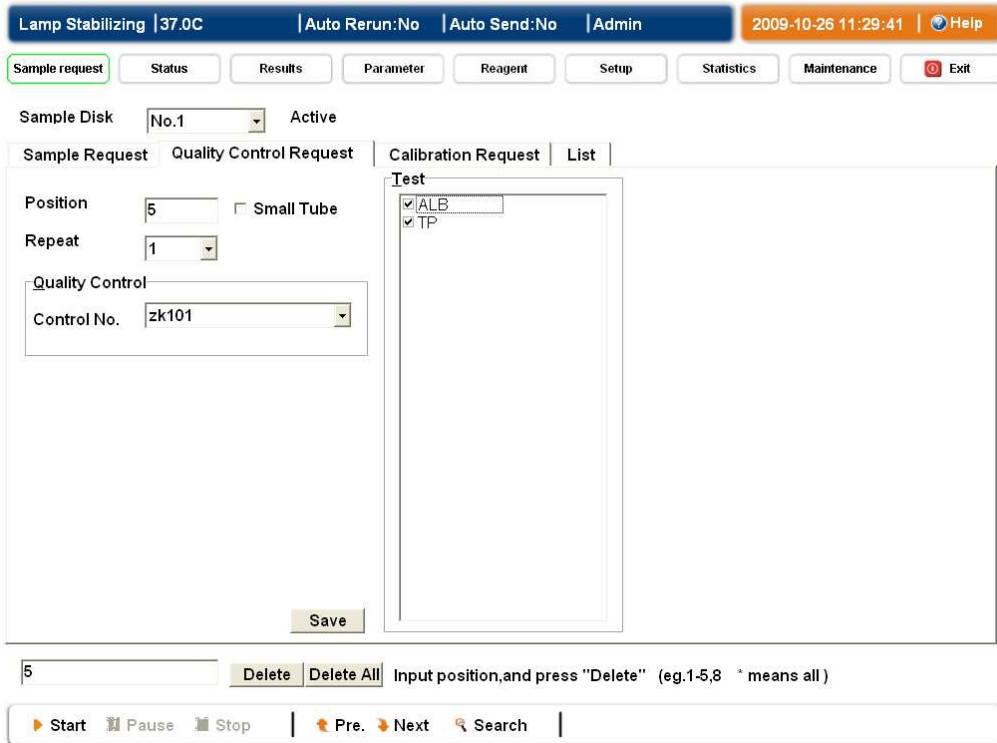 Lamp Stabilizing |37.0C |Auto Rerun:No |Auto Send:No |Admin 2009-10-26 11:29:41 | Help
Sample request Status Results Parameter Reagent Setup Statistics Maintenance Exit
Sample Disk No.1 Active
Sample Request Quality Control Request Calibration Request List
Test
Position 5 Small Tube
ALB
TP
Repeat 1
Quality Control
Control No. zk101
Save
5 Delete Delete All Input position,and press "Delete" (eg.1-5,8 * means all )
Start Pause Stop | Pre. Next Search |